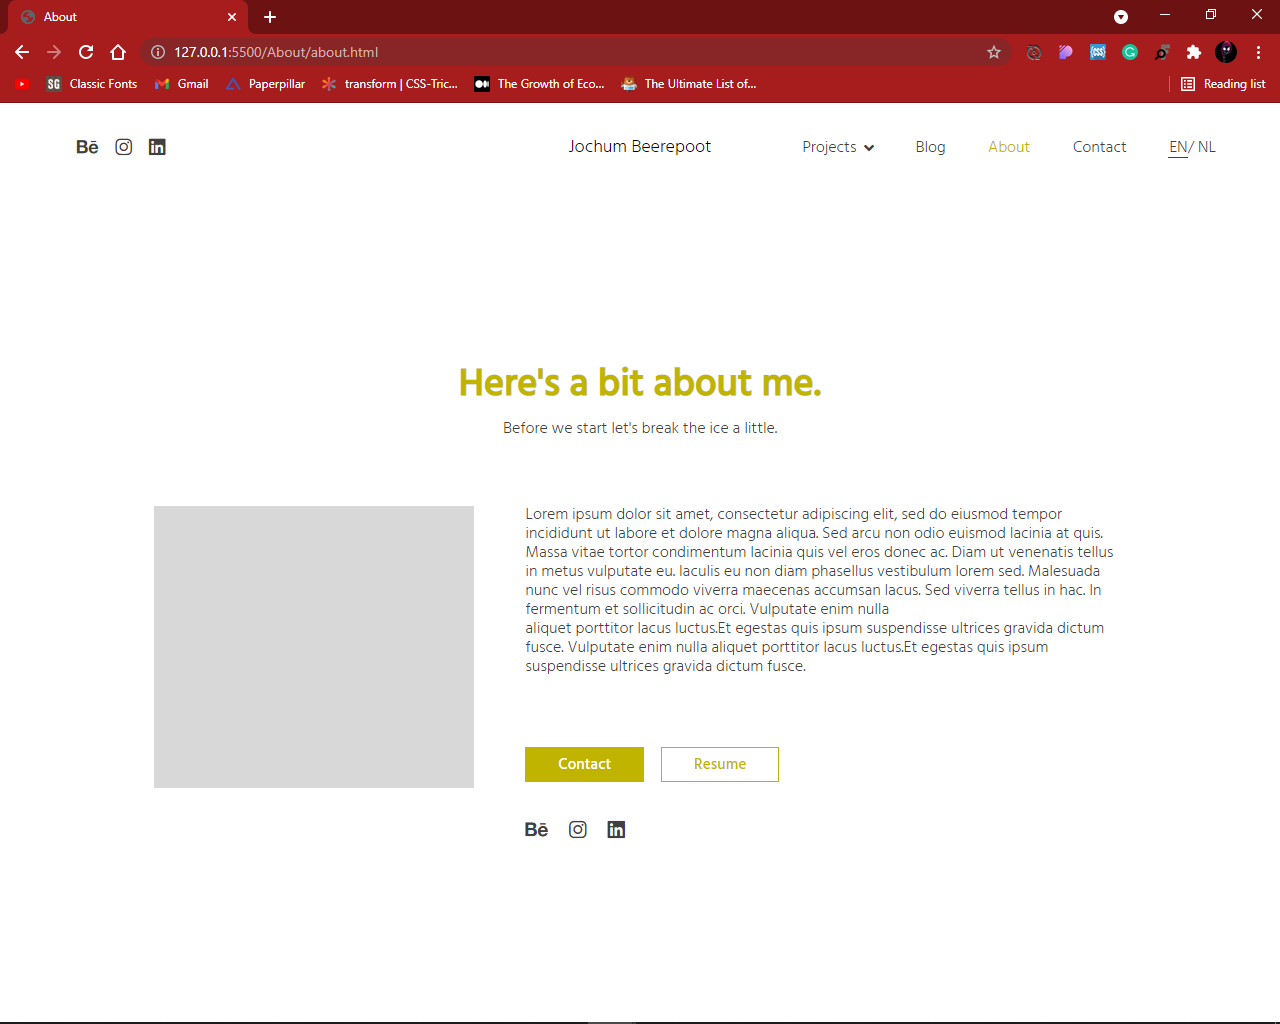 About
127.0.0.1:5500/About/about.html
SG Classic Fonts Gmail Paperpillar transform | CSS-Tric... The Growth of Eco... The Ultimate List of... Reading list
Bē in Jochum Beerepoot Projects Blog About Contact EN/ NL
Here's a bit about me.
Before we start let's break the ice a little.
Lorem ipsum dolor sit amet, consectetur adipiscing elit, sed do eiusmod tempor
incididunt ut labore et dolore magna aliqua. Sed arcu non odio euismod lacinia at quis.
Massa vitae tortor condimentum lacinia quis vel eros donec ac. Diam ut venenatis tellus
in metus vulputate eu. Iaculis eu non diam phasellus vestibulum lorem sed. Malesuada
nunc vel risus commodo viverra maecenas accumsan lacus. Sed viverra tellus in hac. In
fermentum et sollicitudin ac orci. Vulputate enim nulla
aliquet porttitor lacus luctus.Et egestas quis ipsum suspendisse ultrices gravida dictum
fusce. Vulputate enim nulla aliquet porttitor lacus luctus.Et egestas quis ipsum
suspendisse ultrices gravida dictum fusce.
Contact Resume
Bē in